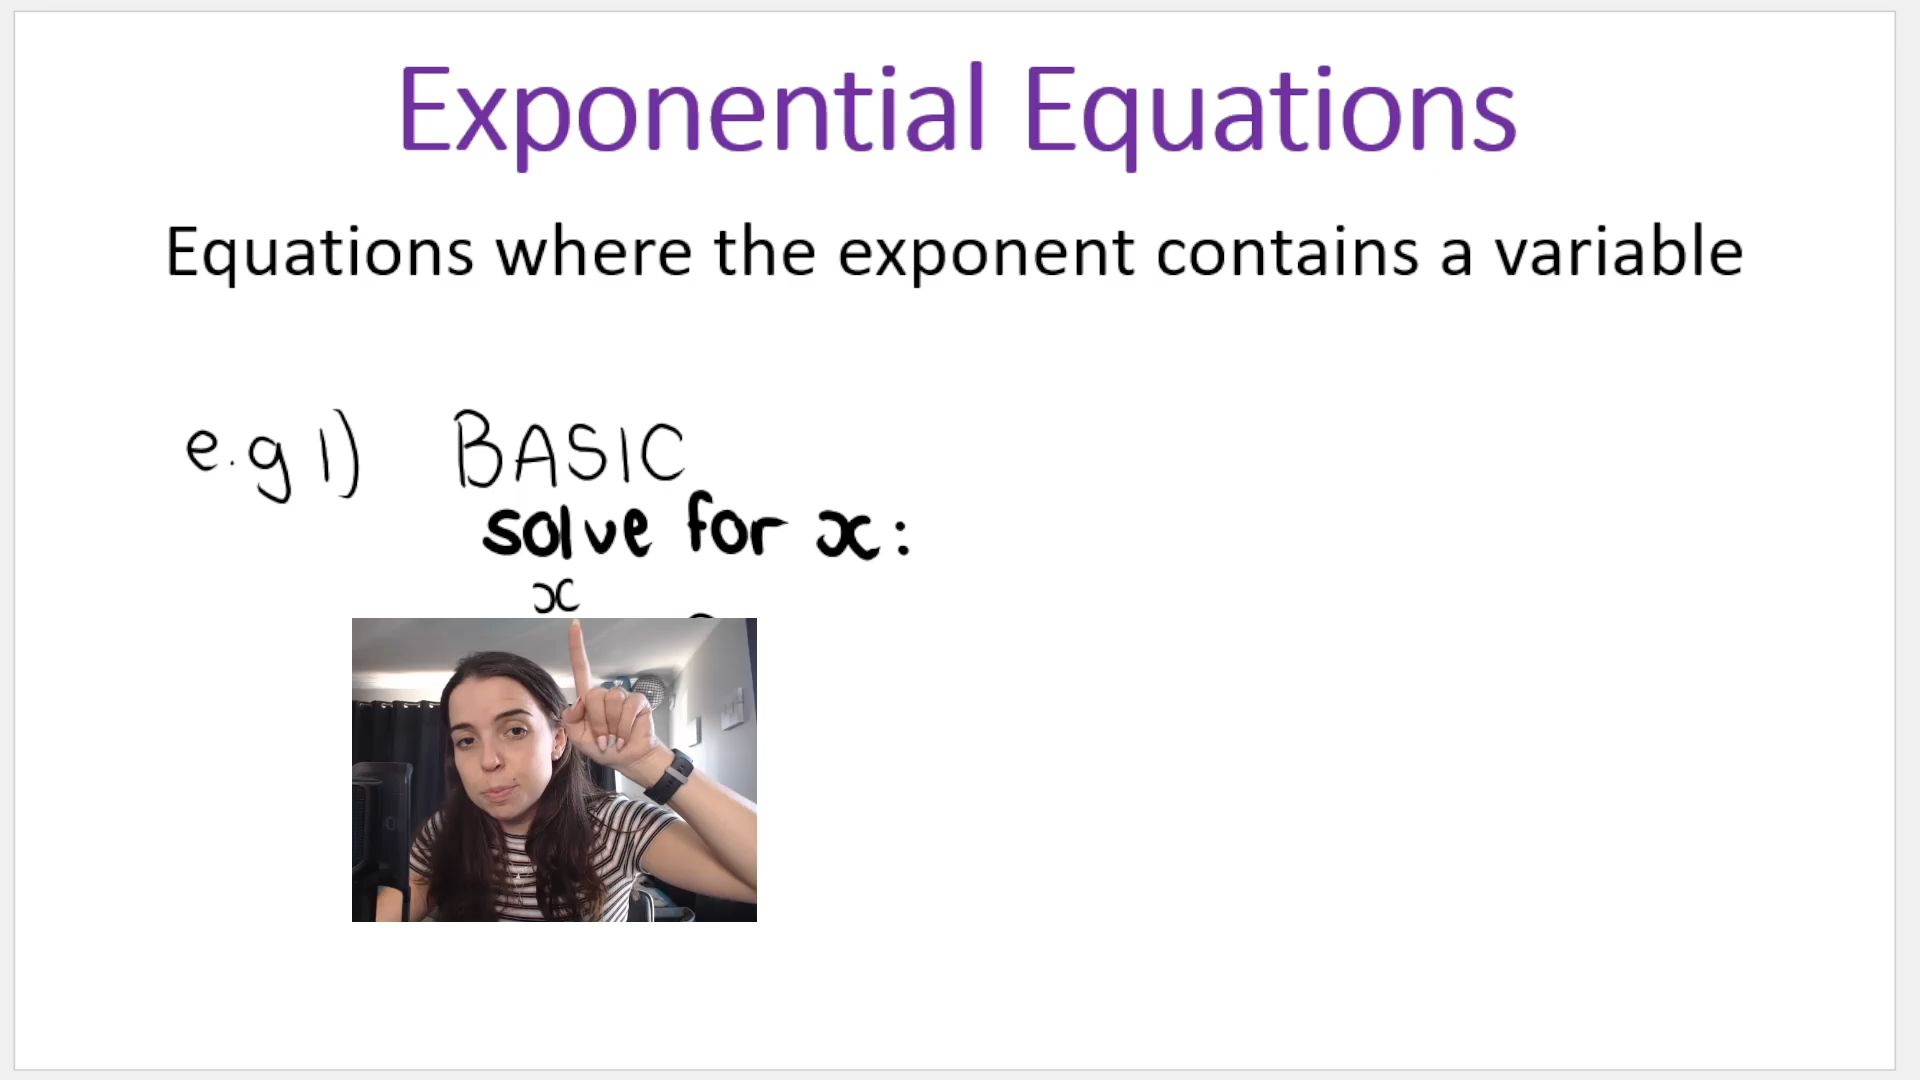 Exponential Equations
Equations where the exponent contains a variable
e.g 1) BASIC
solve for x:
x